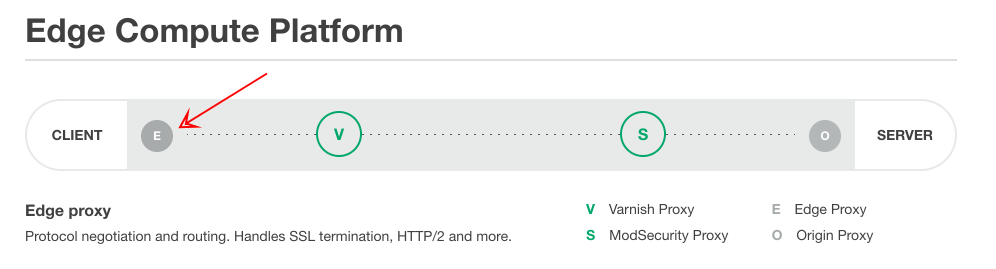 Edge Compute Platform
CLIENT E V S O SERVER
Edge proxy
Protocol negotiation and routing. Handles SSL termination, HTTP/2 and more.
V Varnish Proxy E Edge Proxy
S ModSecurity Proxy O Origin Proxy